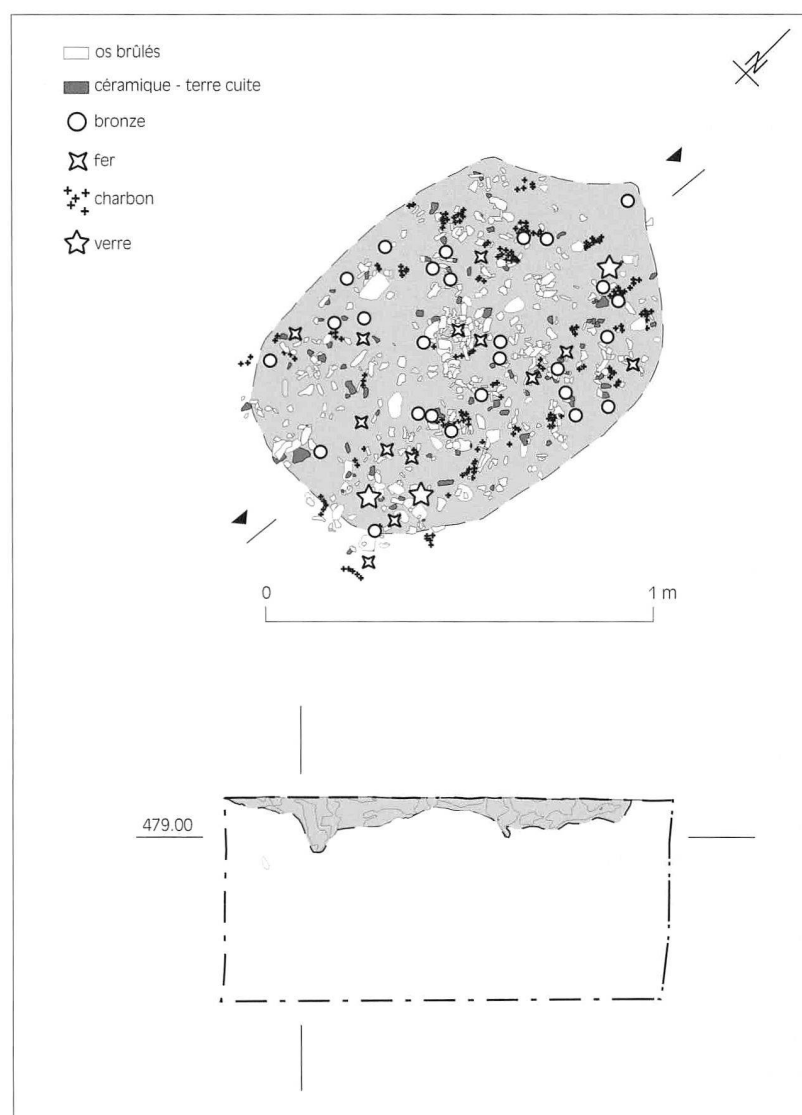 os brûlés
céramique - terre cuite
bronze
fer
charbon
verre
N
0 1 m
479.00